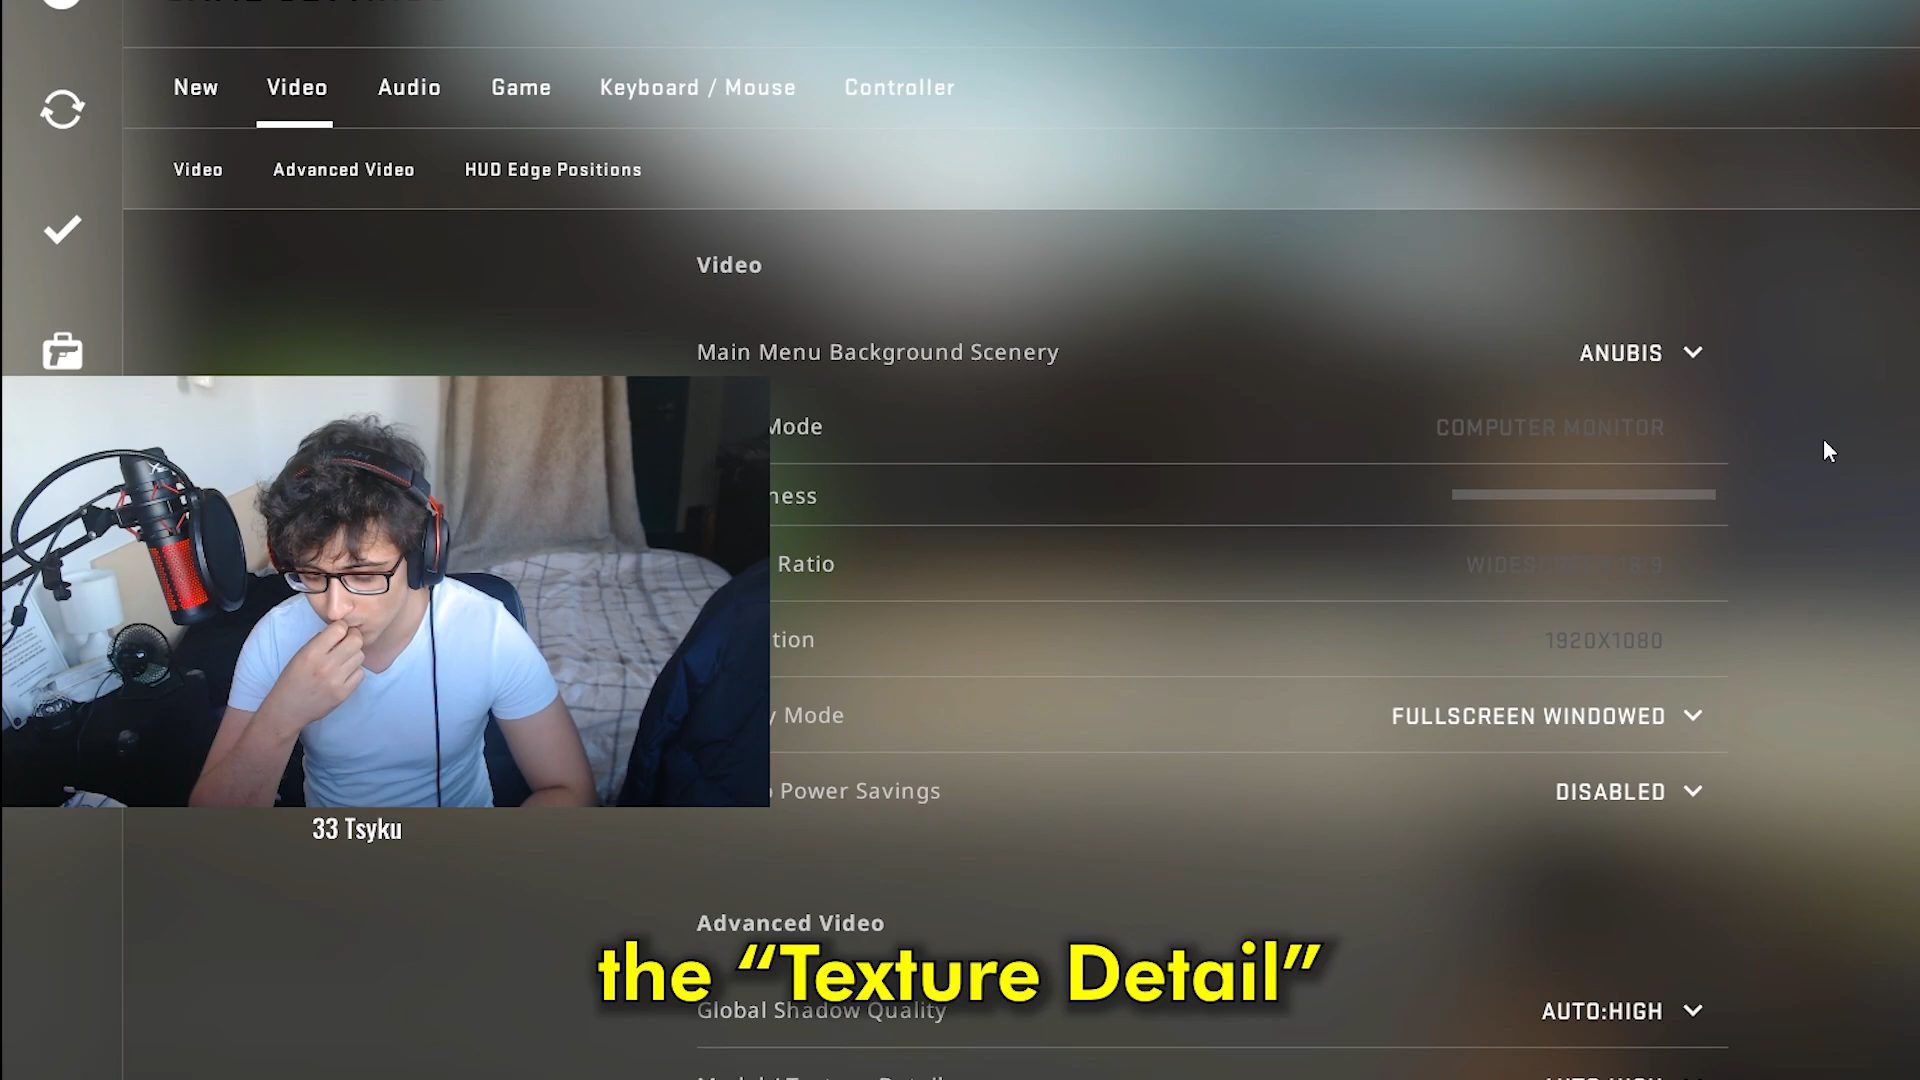 New Video Audio Game Keyboard / Mouse Controller
Video Advanced Video HUD Edge Positions
Video
Main Menu Background Scenery ANUBIS
Mode COMPUTER MONITOR
ness
Ratio
tion 1920X1080
y Mode FULLSCREEN WINDOWED
Power Savings DISABLED
33 Tsyku
Advanced Video
the “Texture Detail”
Global Shadow Quality AUTO:HIGH